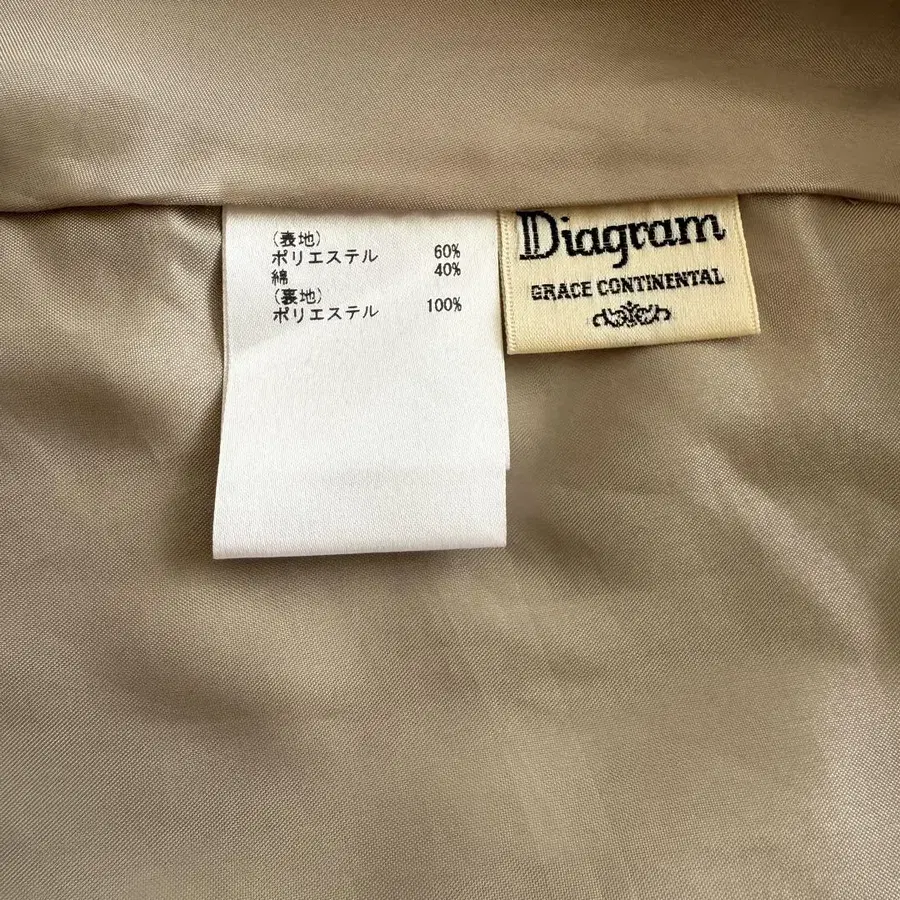 (表地)
ポリエステル 60%
綿 40%
(裏地)
ポリエステル 100%
Diagram
GRACE CONTINENTAL